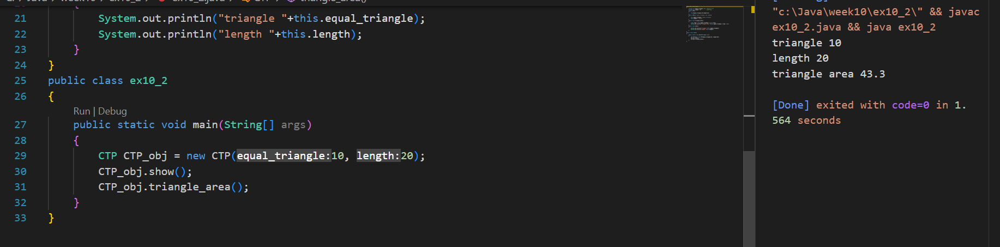 21 System.out.println("triangle "+this.equal_triangle);
22 System.out.println("length "+this.length);
23 }
24 }
25 public class ex10_2
26 {
Run | Debug
27 public static void main(String[] args)
28 {
29 CTP CTP_obj = new CTP(equal_triangle:10, length:20);
30 CTP_obj.show();
31 CTP_obj.triangle_area();
32 }
33 }
"c:\Java\week10\ex10_2\" && javac
ex10_2.java && java ex10_2
triangle 10
length 20
triangle area 43.3
[Done] exited with code=0 in 1.
564 seconds